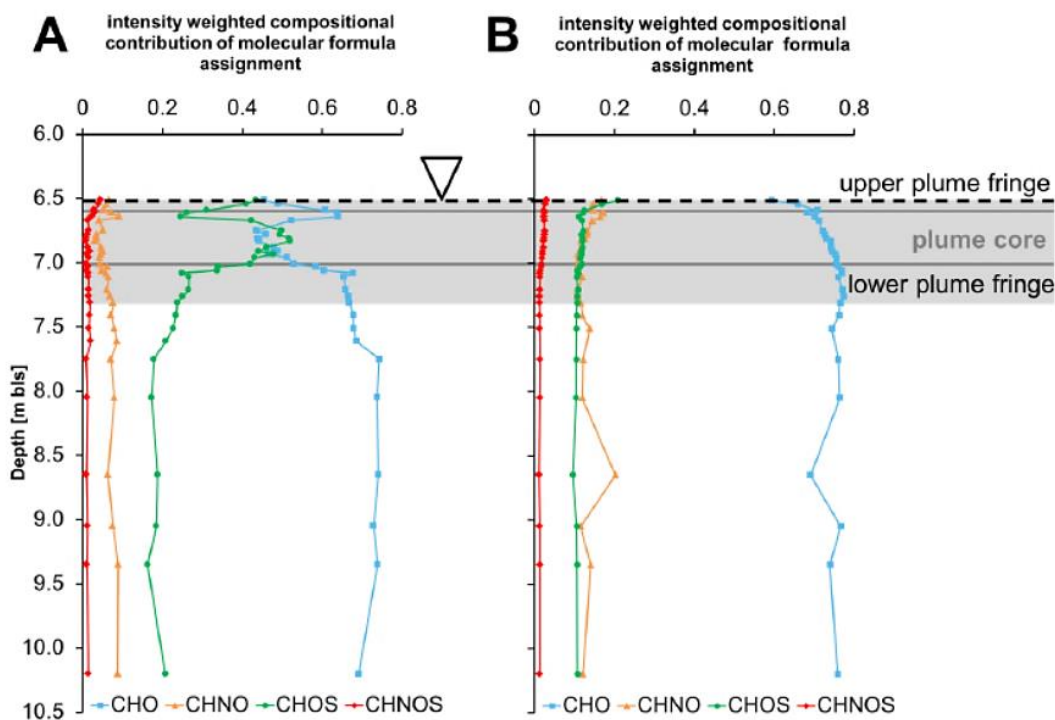 A
intensity weighted compositional
contribution of molecular formula
assignment
B
intensity weighted compositional
contribution of molecular formula
assignment
0 0.2 0.4 0.6 0.8
0 0.2 0.4 0.6 0.8
6.0
6.5
7.0
7.5
8.0
8.5
9.0
9.5
10.0
10.5
Depth [m bls]
upper plume fringe
plume core
lower plume fringe
CHO CHNO CHOS CHNOS
CHO CHNO CHOS CHNOS